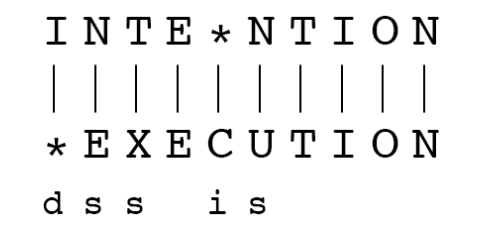 I N T E * N T I O N
| | | | | | | | | |
* E X E C U T I O N
d s s i s